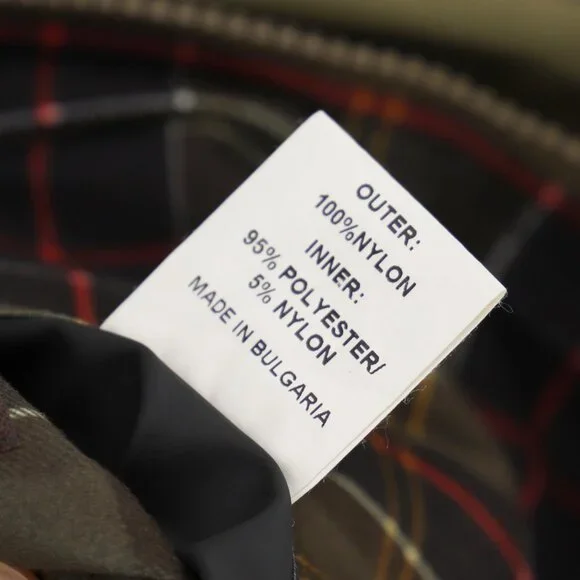 OUTER:
100%NYLON
INNER:
95% POLYESTER/
5% NYLON
MADE IN BULGARIA